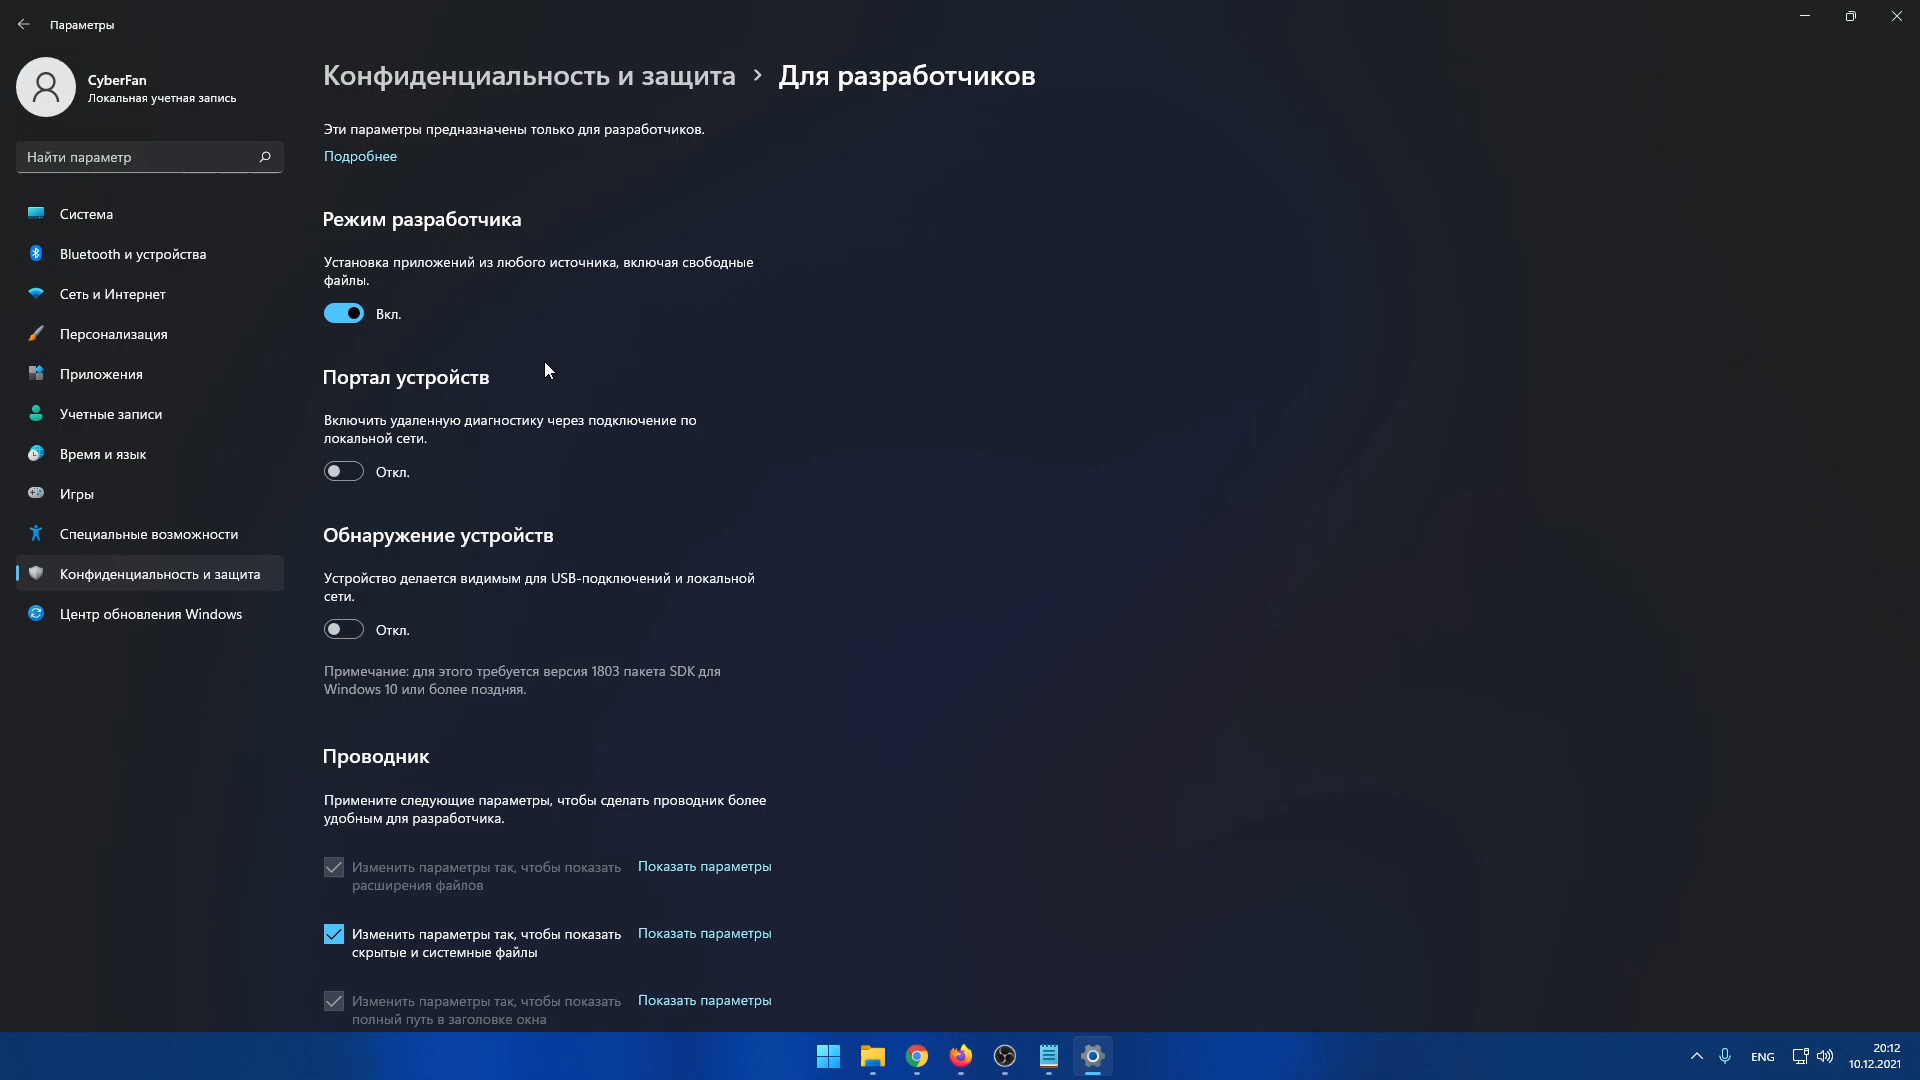 Параметры
CyberFan
Локальная учетная запись
Найти параметр
Система
Bluetooth и устройства
Сеть и Интернет
Персонализация
Приложения
Учетные записи
Время и язык
Игры
Специальные возможности
Конфиденциальность и защита
Центр обновления Windows
Конфиденциальность и защита › Для разработчиков
Эти параметры предназначены только для разработчиков.
Подробнее
Режим разработчика
Установка приложений из любого источника, включая свободные
файлы.
Вкл.
Портал устройств
Включить удаленную диагностику через подключение по
локальной сети.
Откл.
Обнаружение устройств
Устройство делается видимым для USB-подключений и локальной
сети.
Откл.
Примечание: для этого требуется версия 1803 пакета SDK для
Windows 10 или более поздняя.
Проводник
Примените следующие параметры, чтобы сделать проводник более
удобным для разработчика.
Изменить параметры так, чтобы показать Показать параметры
расширения файлов
Изменить параметры так, чтобы показать Показать параметры
скрытые и системные файлы
Изменить параметры так, чтобы показать Показать параметры
полный путь в заголовке окна
ENG
20:12
10.12.2021